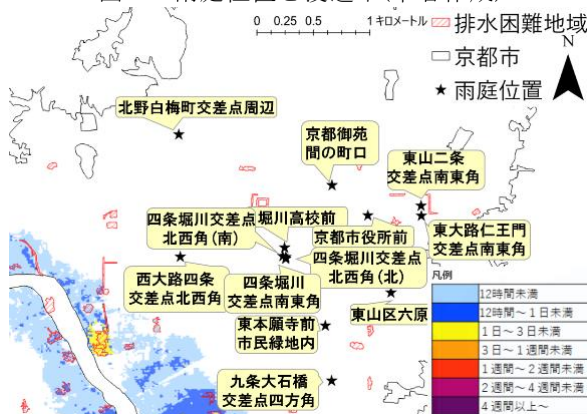 0 0.25 0.5 1 キロメートル
排水困難地域
京都市
雨庭位置
北野白梅町交差点周辺
京都御苑
間の町口
東山二条
交差点南東角
四条堀川交差点
北西角(南)
堀川高校前
京都市役所前
東大路仁王門
交差点南東角
四条堀川交差点
北西角(北)
西大路四条
交差点北西角
四条堀川
交差点南東角
東山区六原
東本願寺前
市民緑地内
九条大石橋
交差点四方角
凡例
12時間未満
12時間～1日未満
1日～3日未満
3日～1週間未満
1週間～2週間未満
2週間～4週間未満
4週間以上～